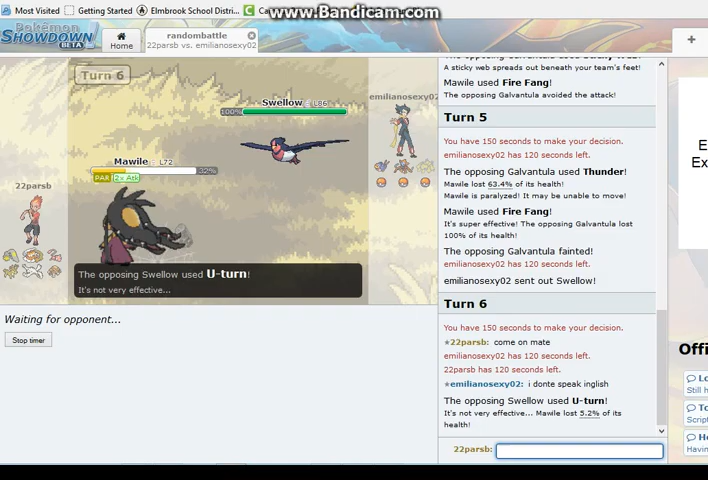 www.Bandicam.com
Most Visited
Getting Started
Elmbrook School Distri...
Pokémon
SHOWDOWN
BETA
Home
randombattle
22parsb vs. emilianosexy02
Turn 6
Swellow L86
100%
emilianosexy02
Mawile L72
32%
PAR 2x Atk
22parsb
The opposing Swellow used U-turn!
It's not very effective...
Waiting for opponent...
Stop timer
A sticky web spreads out beneath your team's feet!
Mawile used Fire Fang!
The opposing Galvantula avoided the attack!
Turn 5
You have 150 seconds to make your decision.
emilianosexy02 has 120 seconds left.
The opposing Galvantula used Thunder!
Mawile lost 63.4% of its health!
Mawile is paralyzed! It may be unable to move!
Mawile used Fire Fang!
It's super effective! The opposing Galvantula lost
100% of its health!
The opposing Galvantula fainted!
emilianosexy02 has 120 seconds left.
emilianosexy02 sent out Swellow!
Turn 6
You have 150 seconds to make your decision.
★22parsb: come on mate
emilianosexy02 has 120 seconds left.
22parsb has 120 seconds left.
★emilianosexy02: i donte speak inglish
The opposing Swellow used U-turn!
It's not very effective... Mawile lost 5.2% of its
health!
22parsb:
E
Ex
Offi
Lo
Still h
To
Script
He
Havin